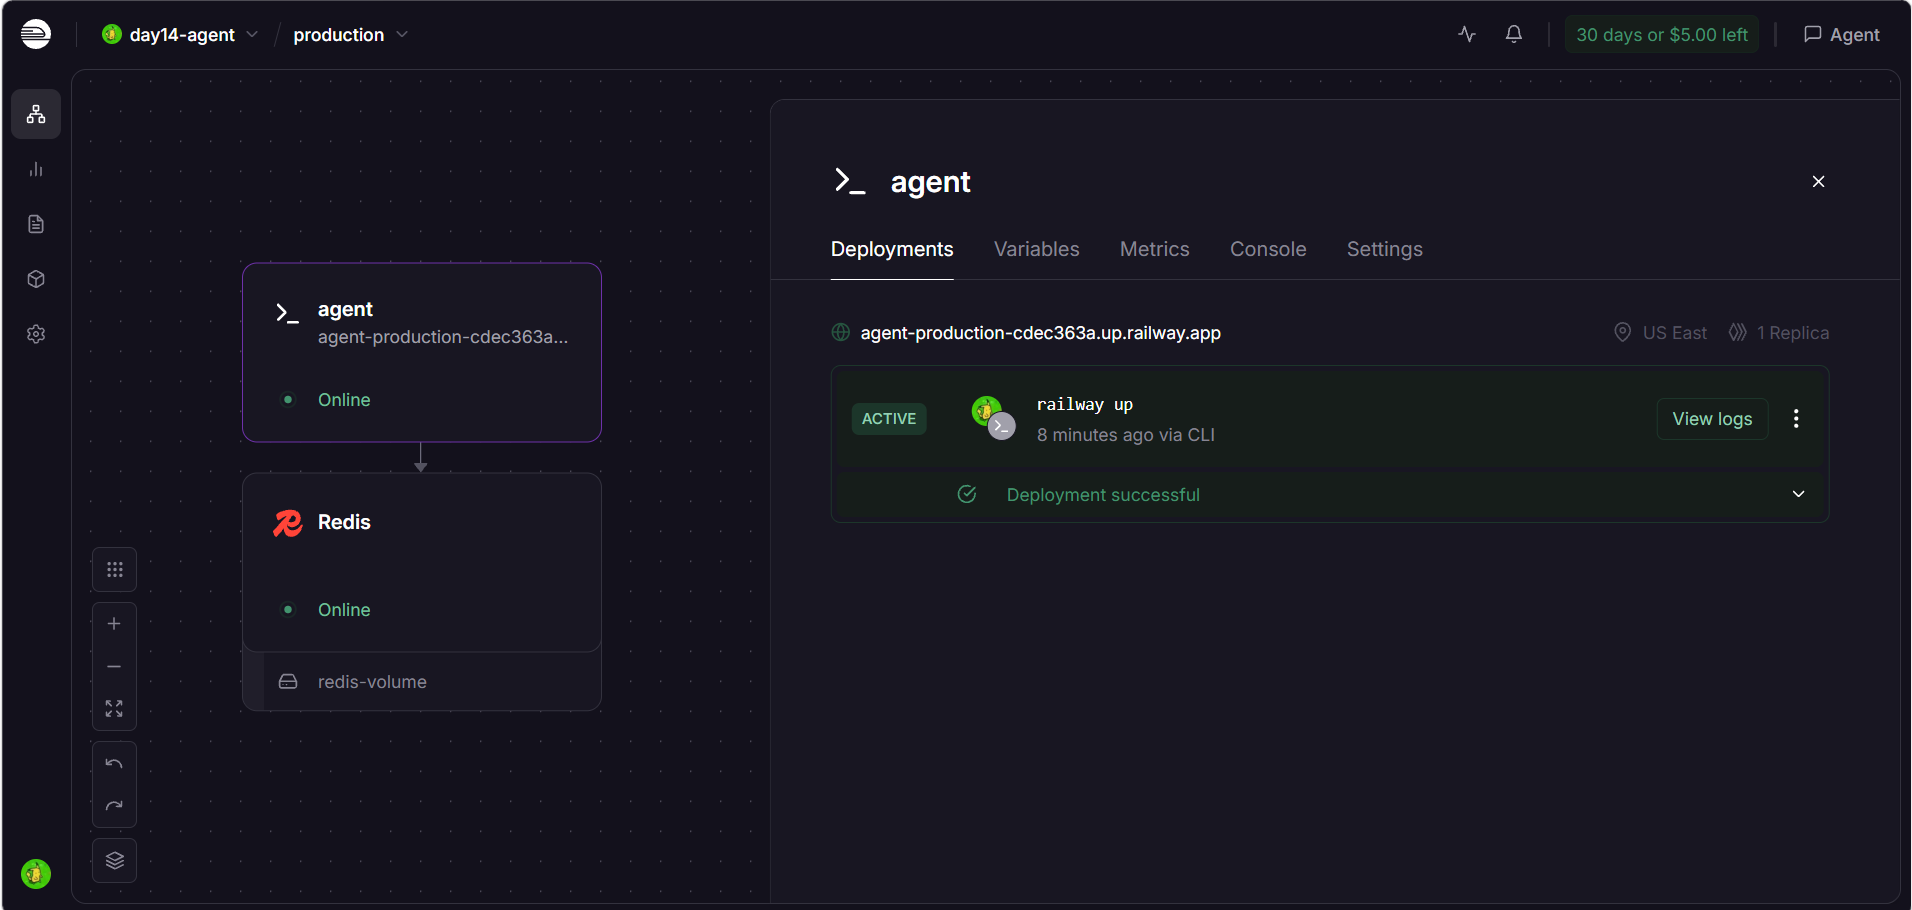 day14-agent
production
30 days or $5.00 left
Agent
agent
agent-production-cdec363a...
Online
Redis
Online
redis-volume
agent
Deployments
Variables
Metrics
Console
Settings
agent-production-cdec363a.up.railway.app
US East
1 Replica
ACTIVE
railway up
8 minutes ago via CLI
View logs
Deployment successful